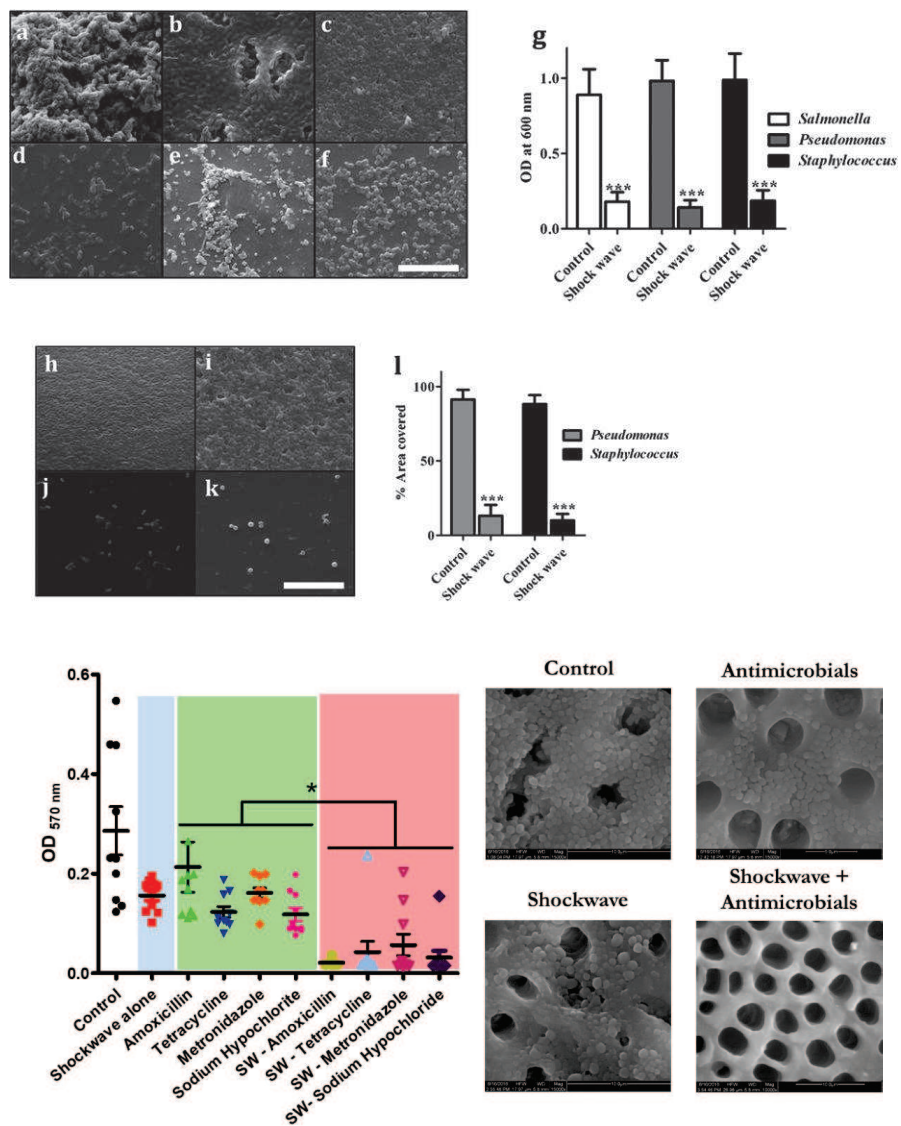 a
b
c
d
e
f
g
OD at 600 nm
1.0
0.5
0.0
***
***
***
Control
Shock wave
Control
Shock wave
Control
Shock wave
Salmonella
Pseudomonas
Staphylococcus
h
i
j
k
l
% Area covered
100
50
0
***
***
Control
Shock wave
Control
Shock wave
Pseudomonas
Staphylococcus
OD 570 nm
0.6
0.4
0.2
0.0
*
Control
Shockwave alone
Amoxicillin
Tetracycline
Metronidazole
Sodium Hypochlorite
SW - Amoxicillin
SW - Tetracycline
SW - Metronidazole
SW- Sodium Hypochloride
Control
Antimicrobials
Shockwave
Shockwave +
Antimicrobials